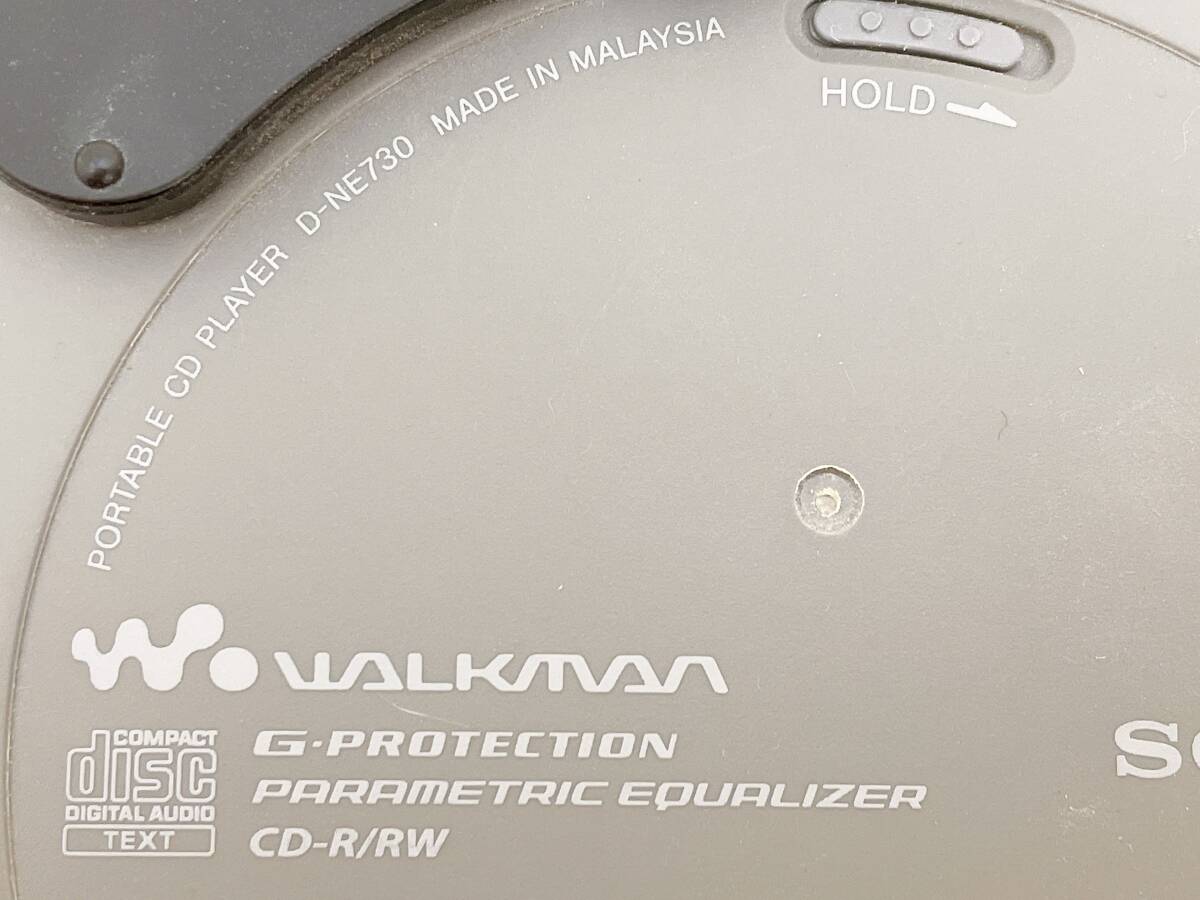 HOLD
PORTABLE CD PLAYER D-NE730 MADE IN MALAYSIA
WALKMAN
COMPACT
disc
DIGITAL AUDIO
TEXT
G-PROTECTION
PARAMETRIC EQUALIZER
CD-R/RW